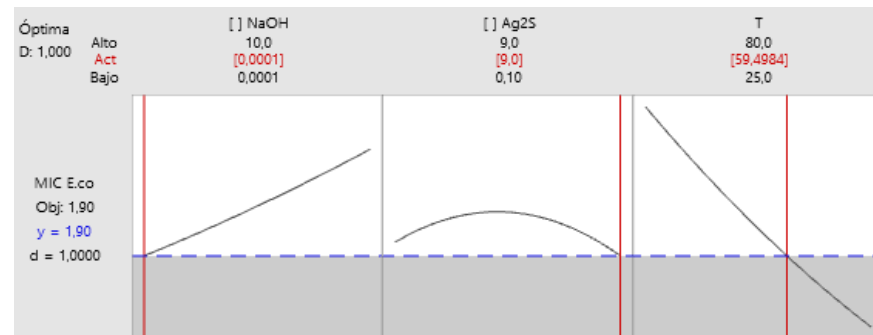 Óptima
D: 1,000
Alto
Act
Bajo
[ ] NaOH
10,0
[0,0001]
0,0001
[ ] Ag2S
9,0
[9,0]
0,10
T
80,0
[59,4984]
25,0
MIC E.co
Obj: 1,90
y = 1,90
d = 1,0000